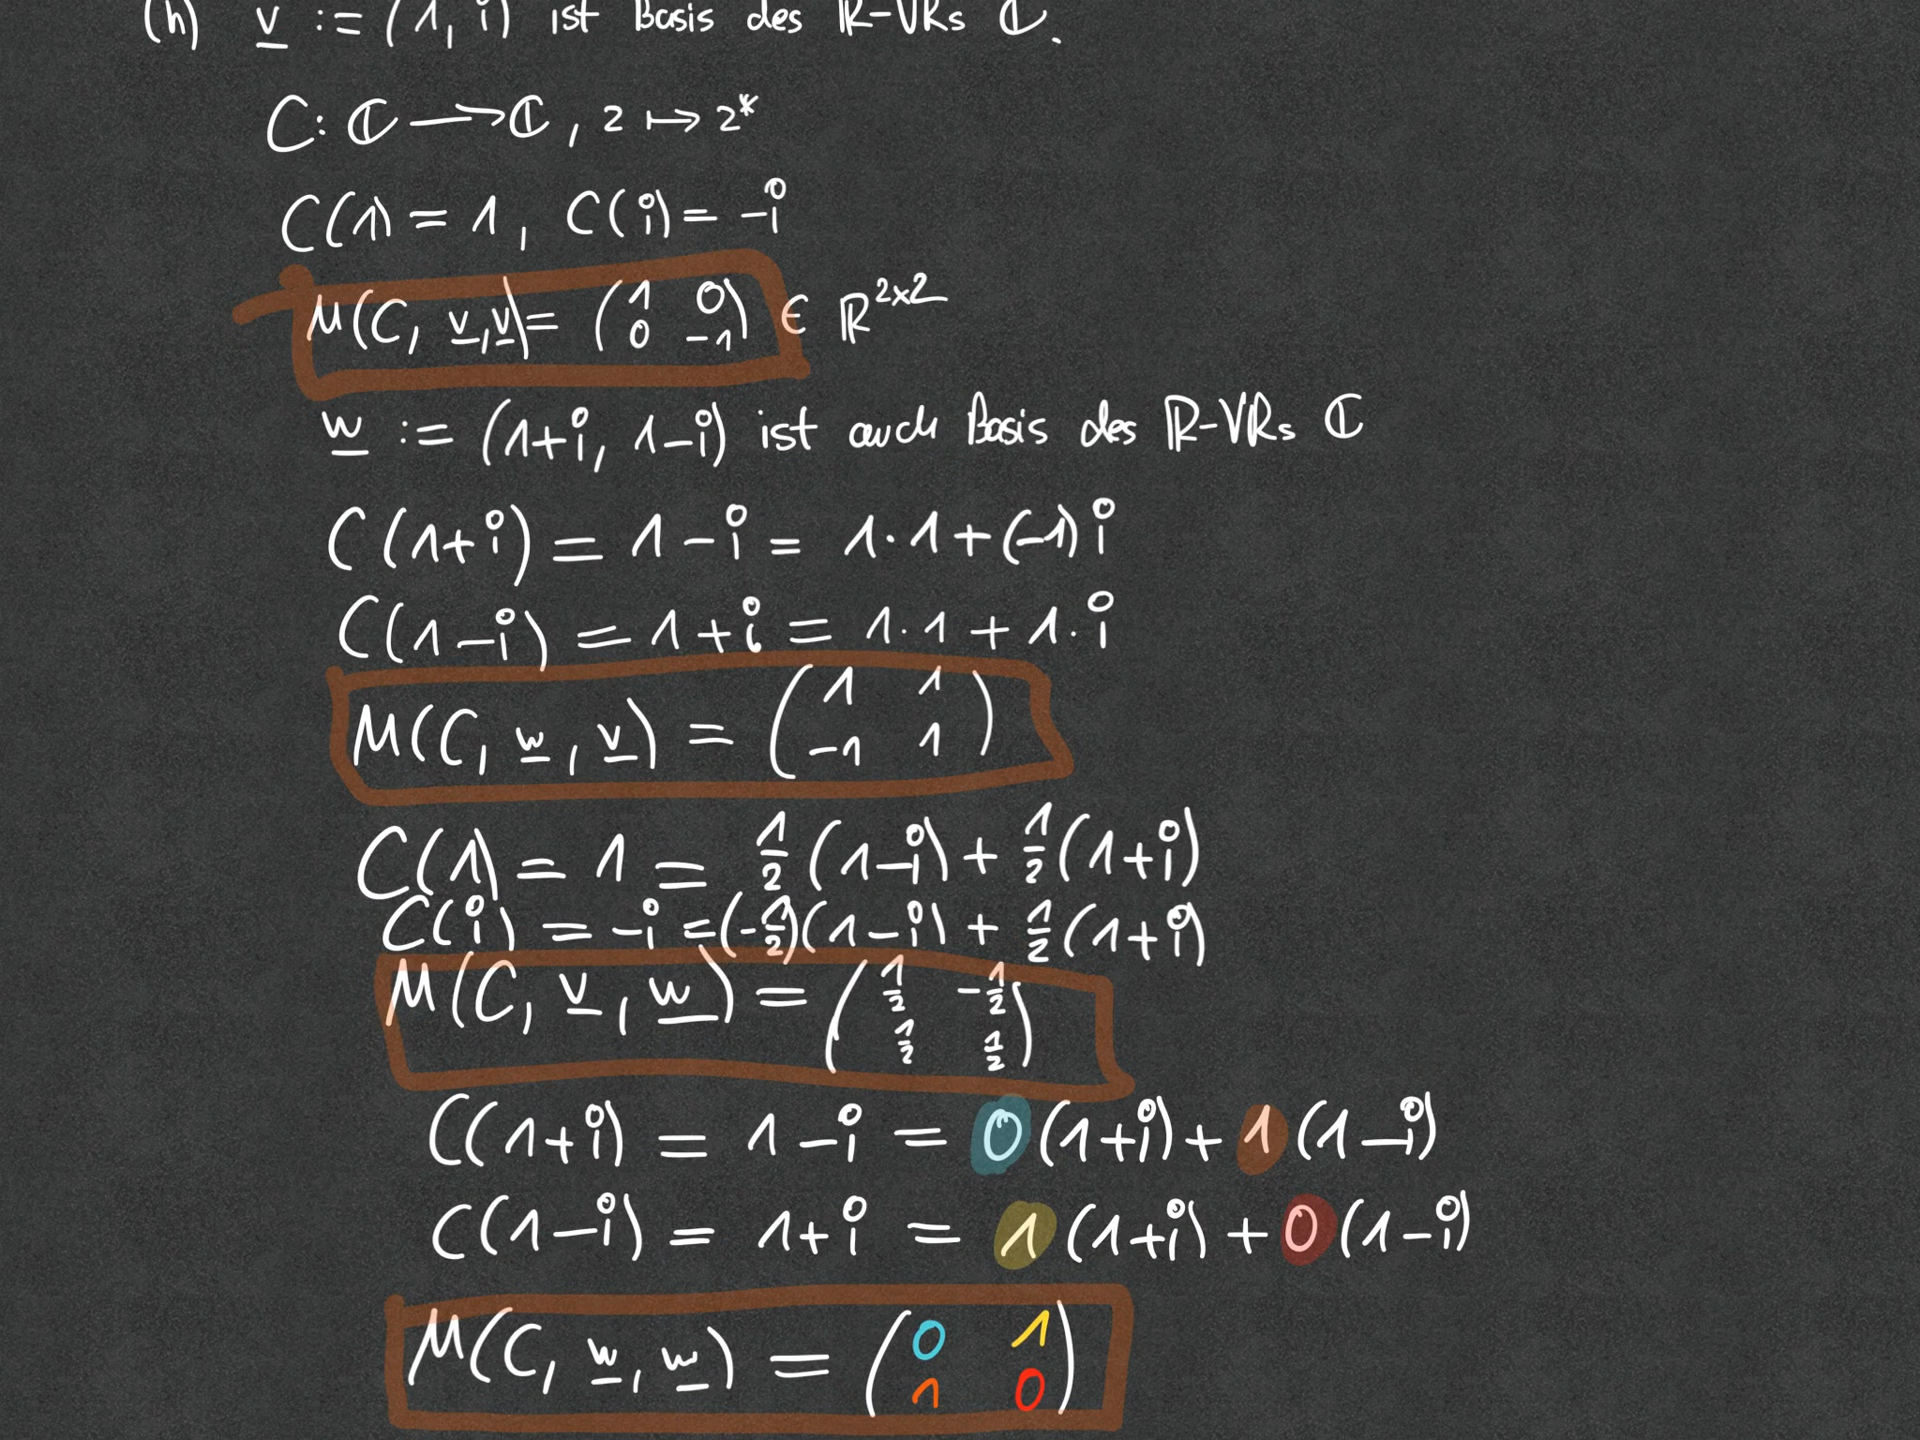 (h) v := (1, i) ist Basis des ℝ-VRs ℂ.
C: ℂ ⟶ ℂ, z ↦ z*
C(1) = 1, C(i) = -i
M(C, v, v) = (1 0 / 0 -1) ∈ ℝ^{2×2}
w := (1+i, 1-i) ist auch Basis des ℝ-VRs ℂ
C(1+i) = 1 - i = 1·1 + (-1) i
C(1-i) = 1 + i = 1·1 + 1·i
M(C, w, v) = (1 1 / -1 1)
C(1) = 1 = 1/2 (1-i) + 1/2 (1+i)
C(i) = -i = (-1/2)(1-i) + 1/2 (1+i)
M(C, v, w) = (1/2 -1/2 / 1/2 1/2)
C(1+i) = 1 - i = 0 (1+i) + 1 (1-i)
C(1-i) = 1+i = 1 (1+i) + 0 (1-i)
M(C, w, w) = (0 1 / 1 0)